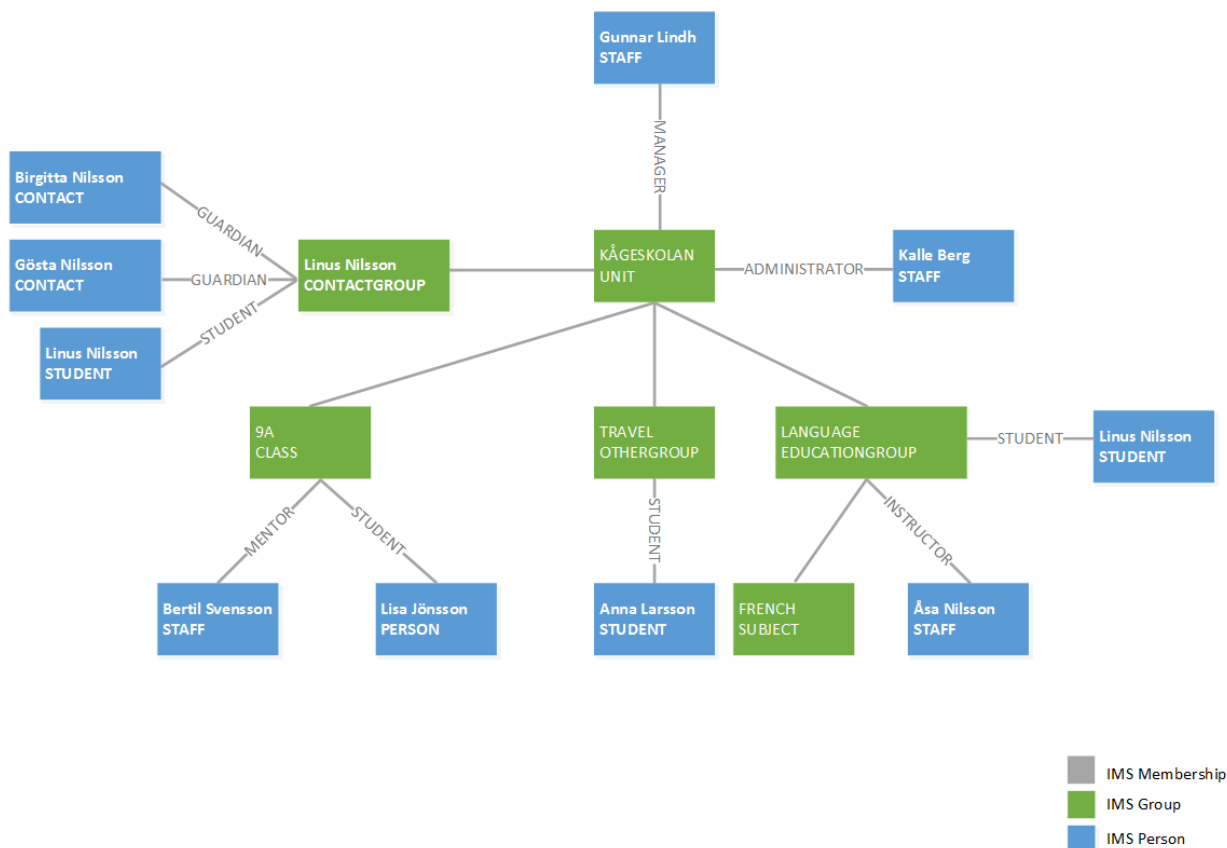 Gunnar Lindh
STAFF
MANAGER
Birgitta Nilsson
CONTACT
GUARDIAN
Gösta Nilsson
CONTACT
GUARDIAN
Linus Nilsson
CONTACTGROUP
KÅGESKOLAN
UNIT
ADMINISTRATOR
Kalle Berg
STAFF
Linus Nilsson
STUDENT
STUDENT
9A
CLASS
TRAVEL
OTHERGROUP
LANGUAGE
EDUCATIONGROUP
STUDENT
Linus Nilsson
STUDENT
MENTOR
STUDENT
STUDENT
INSTRUCTOR
Bertil Svensson
STAFF
Lisa Jönsson
PERSON
Anna Larsson
STUDENT
FRENCH
SUBJECT
Åsa Nilsson
STAFF
IMS Membership
IMS Group
IMS Person